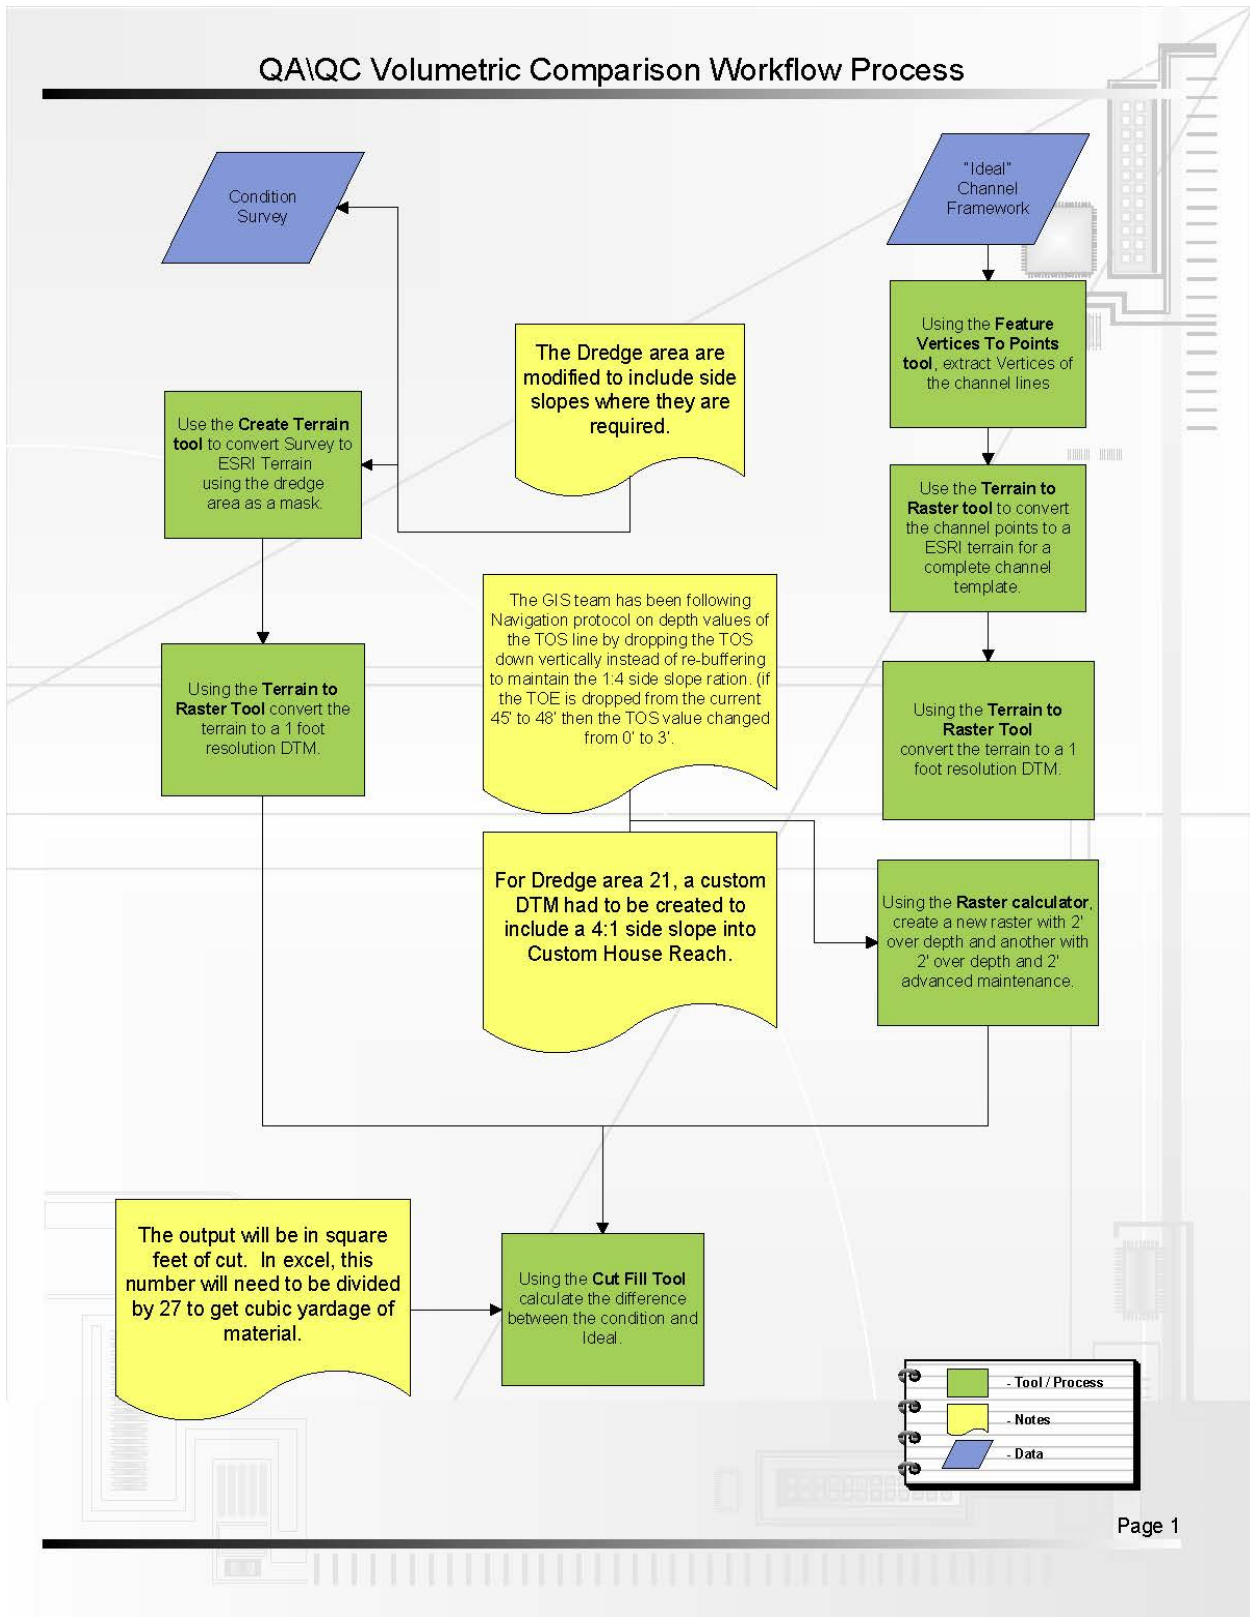 QA\QC Volumetric Comparison Workflow Process
Condition
Survey
"Ideal"
Channel
Framework
Using the Feature
Vertices To Points
tool, extract Vertices of
the channel lines
The Dredge area are
modified to include side
slopes where they are
required.
Use the Create Terrain
tool to convert Survey to
ESRI Terrain
using the dredge
area as a mask.
Use the Terrain to
Raster tool to convert
the channel points to a
ESRI terrain for a
complete channel
template.
The GIS team has been following
Navigation protocol on depth values of
the TOS line by dropping the TOS
down vertically instead of re-buffering
to maintain the 1:4 side slope ration. (if
the TOE is dropped from the current
45' to 48' then the TOS value changed
from 0' to 3'.
Using the Terrain to
Raster Tool convert the
terrain to a 1 foot
resolution DTM.
Using the Terrain to
Raster Tool
convert the terrain to a 1
foot resolution DTM.
For Dredge area 21, a custom
DTM had to be created to
include a 4:1 side slope into
Custom House Reach.
Using the Raster calculator,
create a new raster with 2'
over depth and another with
2' over depth and 2'
advanced maintenance.
The output will be in square
feet of cut. In excel, this
number will need to be divided
by 27 to get cubic yardage of
material.
Using the Cut Fill Tool
calculate the difference
between the condition and
Ideal.
- Tool / Process
- Notes
- Data
Page 1